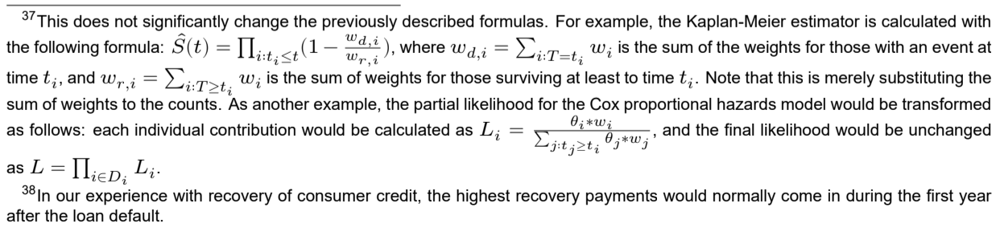 ³⁷This does not significantly change the previously described formulas. For example, the Kaplan-Meier estimator is calculated with
the following formula: $\hat{S}(t) = \prod_{i:t_i \leq t}(1 - \frac{w_{d,i}}{w_{r,i}})$, where $w_{d,i} = \sum_{i:T=t_i} w_i$ is the sum of the weights for those with an event at
time $t_i$, and $w_{r,i} = \sum_{i:T \geq t_i} w_i$ is the sum of weights for those surviving at least to time $t_i$. Note that this is merely substituting the
sum of weights to the counts. As another example, the partial likelihood for the Cox proportional hazards model would be transformed
as follows: each individual contribution would be calculated as $L_i = \frac{\theta_i * w_i}{\sum_{j:t_j \geq t_i} \theta_j * w_j}$, and the final likelihood would be unchanged
as $L = \prod_{i \in D_i} L_i$.
³⁸In our experience with recovery of consumer credit, the highest recovery payments would normally come in during the first year
after the loan default.